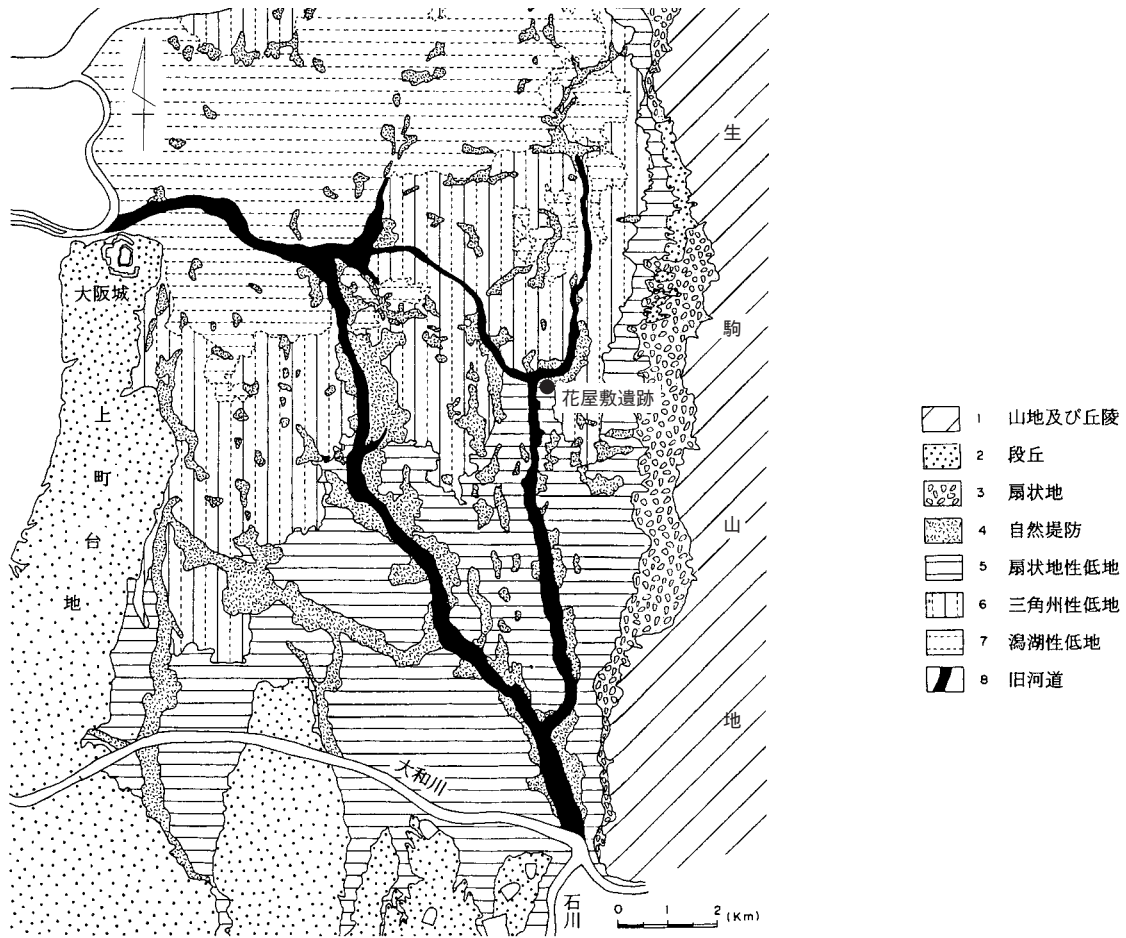 大阪城
上町台地
生駒山地
花屋敷遺跡
大和川
石川
0 1 2 (Km)
1 山地及び丘陵
2 段丘
3 扇状地
4 自然堤防
5 扇状地性低地
6 三角州性低地
7 潟湖性低地
8 旧河道